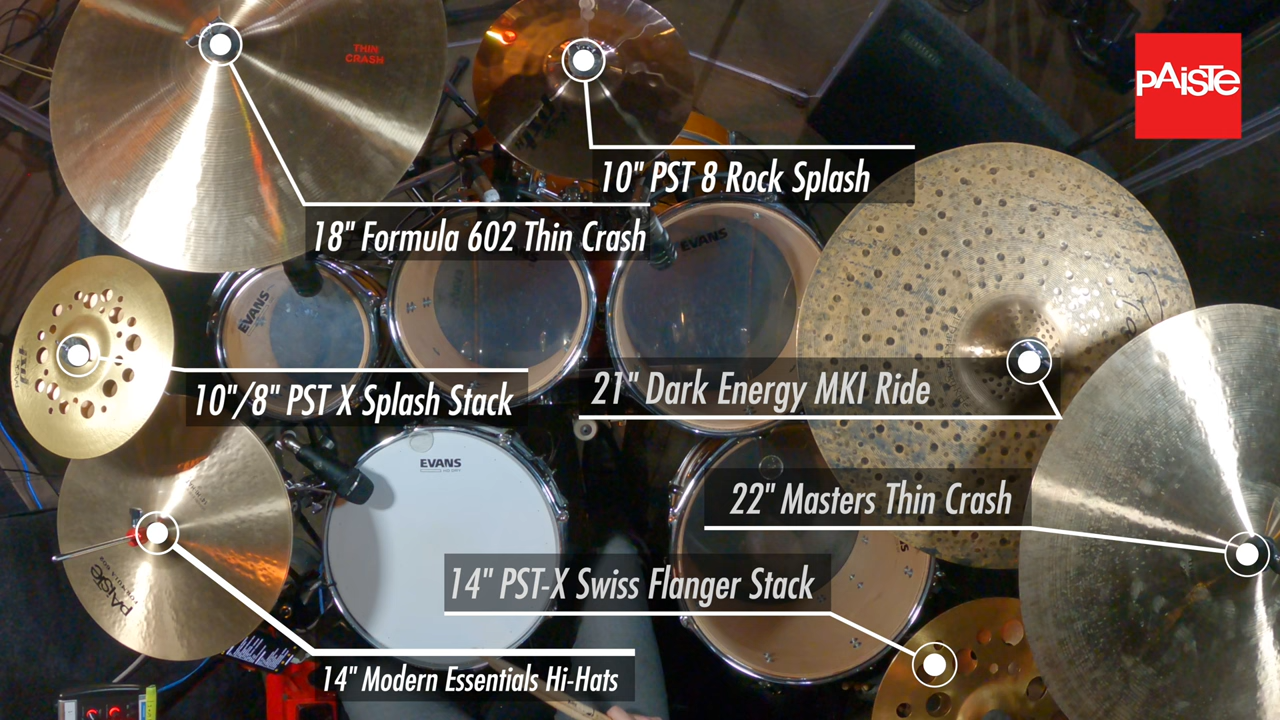 THIN
CRASH
PAiSTe
10" PST 8 Rock Splash
18" Formula 602 Thin Crash
EVANS
EVANS
10"/8" PST X Splash Stack
21" Dark Energy MKI Ride
EVANS
22" Masters Thin Crash
14" PST-X Swiss Flanger Stack
PAiSTe
14" Modern Essentials Hi-Hats